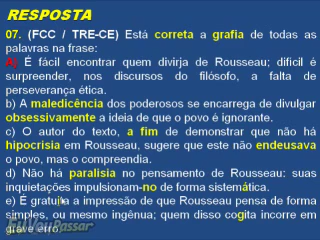 RESPOSTA
07. (FCC / TRE-CE) Está correta a grafia de todas as
palavras na frase:
A) É fácil encontrar quem divirja de Rousseau; difícil é
surpreender, nos discursos do filósofo, a falta de
perseverança ética.
b) A maledicência dos poderosos se encarrega de divulgar
obsessivamente a ideia de que o povo é ignorante.
c) O autor do texto, a fim de demonstrar que não há
hipocrisia em Rousseau, sugere que este não endeusava
o povo, mas o compreendia.
d) Não há paralisia no pensamento de Rousseau: suas
inquietações impulsionam-no de forma sistemática.
e) É gratuita a impressão de que Rousseau pensa de forma
simples, ou mesmo ingênua; quem disso cogita incorre em
grave erro.
Eu Vou Passar